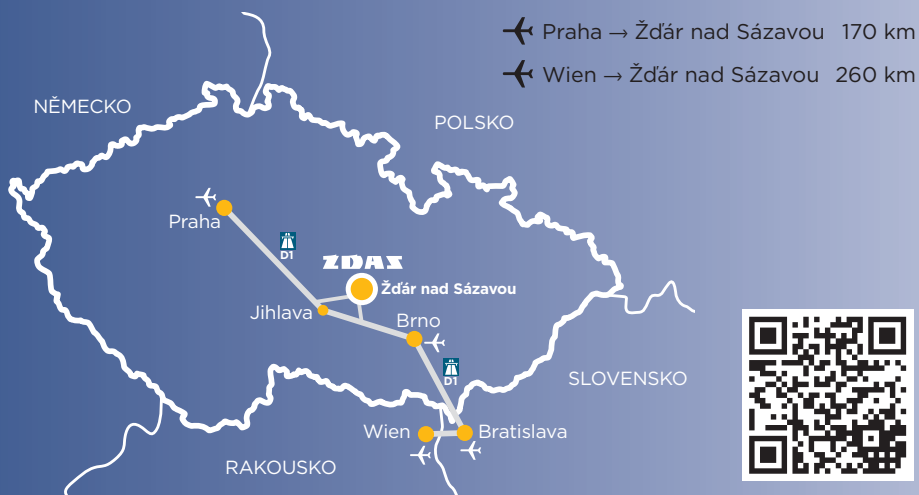 Praha → Žďár nad Sázavou 170 km
Wien → Žďár nad Sázavou 260 km
NĚMECKO
POLSKO
Praha
D1
ŽĎAS
Žďár nad Sázavou
Jihlava
Brno
D1
SLOVENSKO
Wien
Bratislava
RAKOUSKO